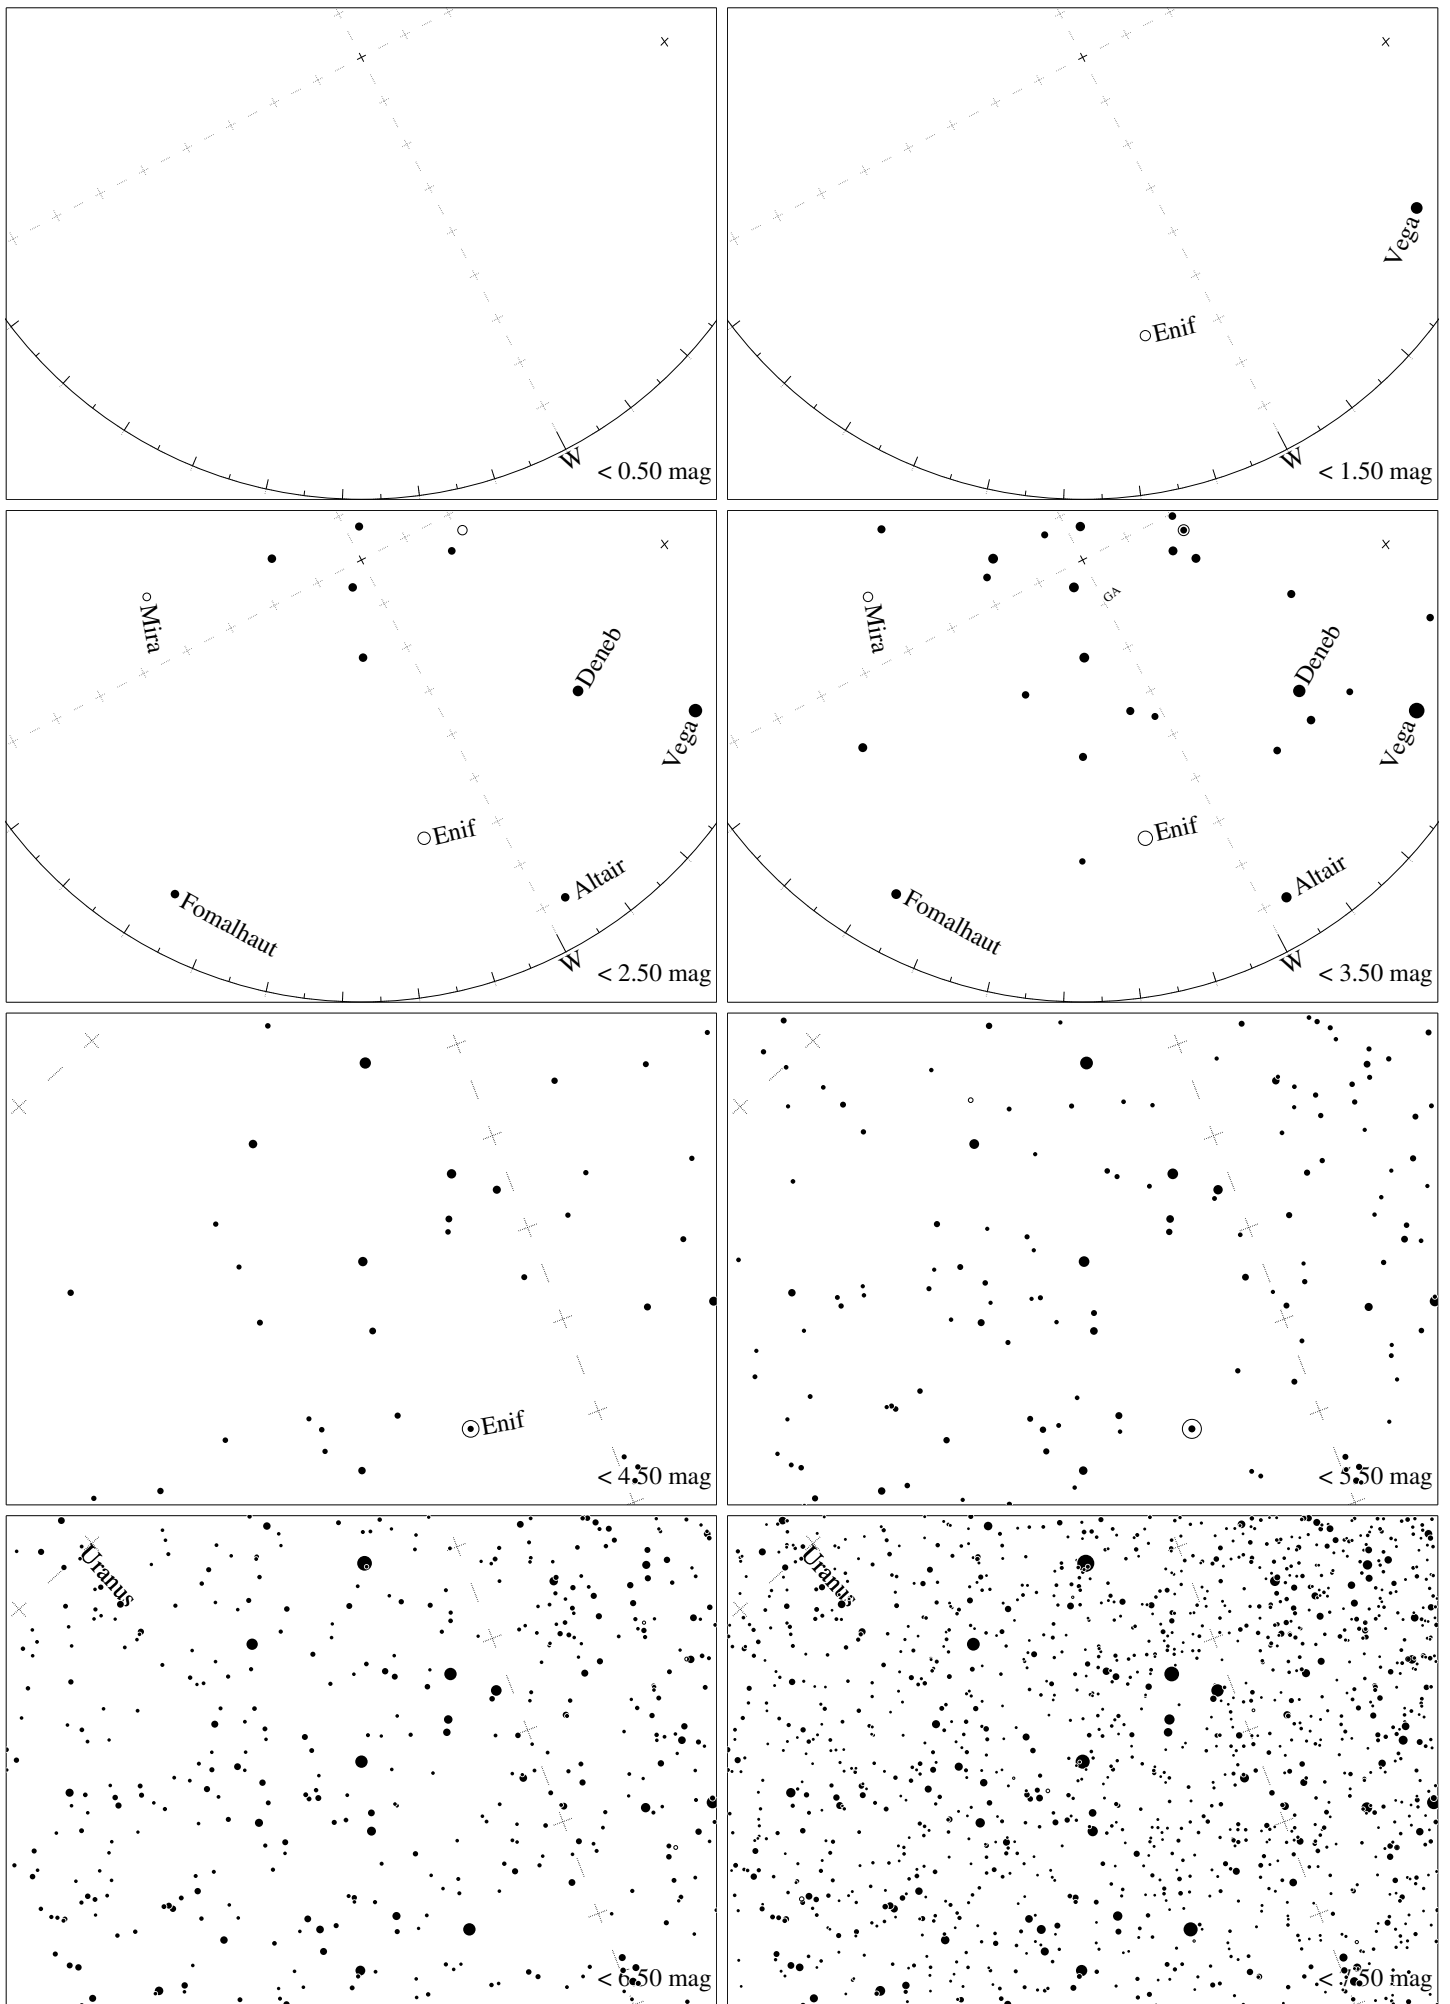 < 0.50 mag
W
Vega
Enif
W
< 1.50 mag
Mira
Deneb
Vega
Enif
Altair
Fomalhaut
W
< 2.50 mag
GA
Mira
Deneb
Vega
Enif
Altair
Fomalhaut
W
< 3.50 mag
Enif
< 4.50 mag
< 5.50 mag
Uranus
< 6.50 mag
Uranus
< 7.50 mag